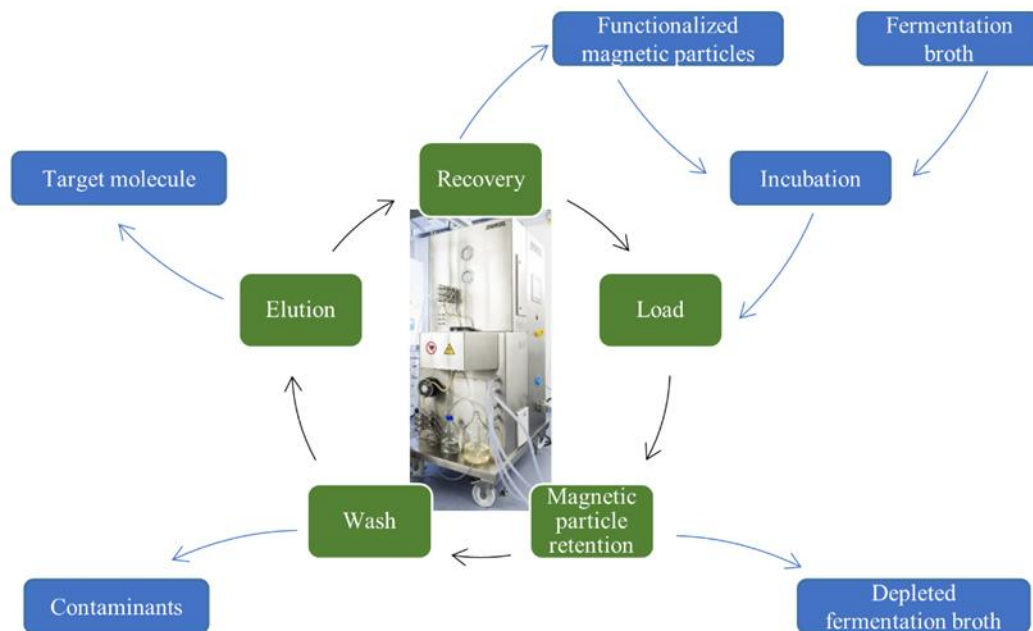 Functionalized
magnetic particles
Fermentation
broth
Target molecule
Recovery
Incubation
Elution
Load
Wash
Magnetic
particle
retention
Contaminants
Depleted
fermentation broth